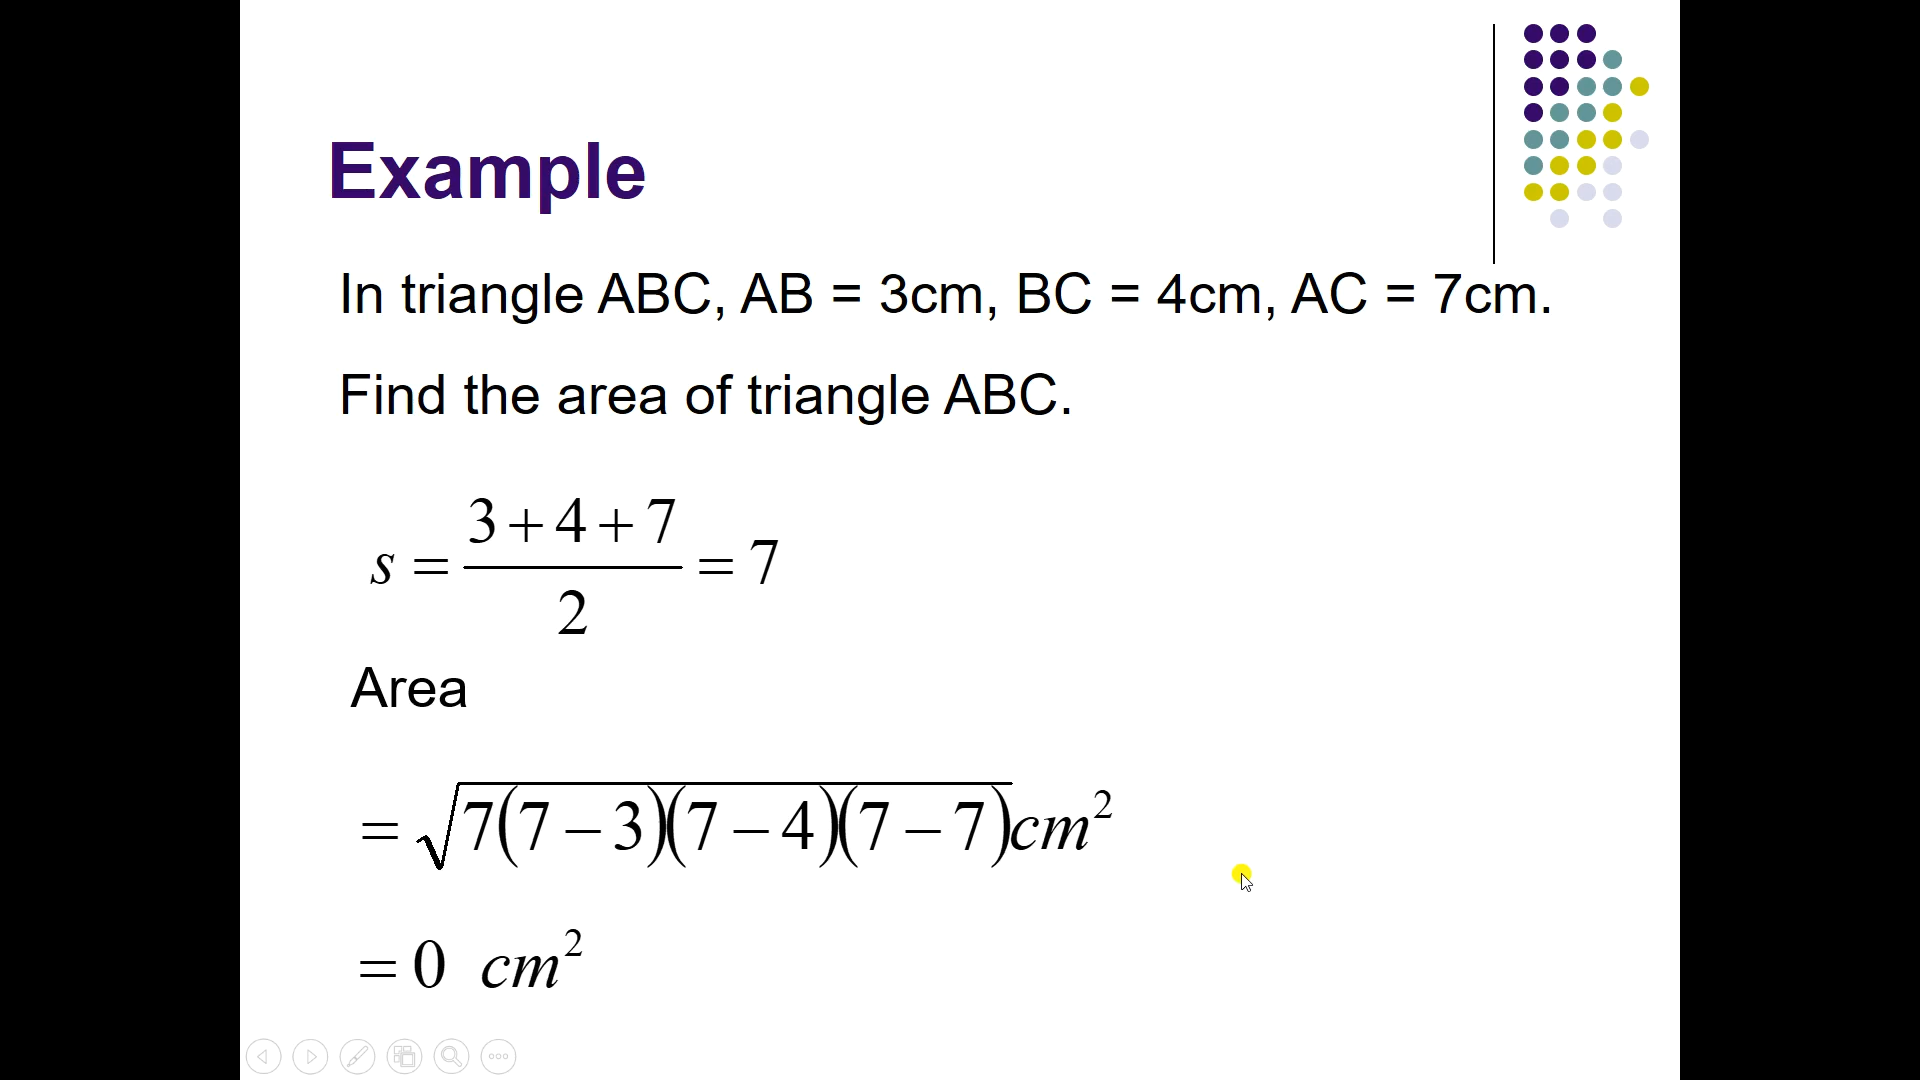 Example
In triangle ABC, AB = 3cm, BC = 4cm, AC = 7cm.
Find the area of triangle ABC.
s = (3 + 4 + 7) / 2 = 7
Area
= √(7(7 − 3)(7 − 4)(7 − 7)) cm²
= 0 cm²